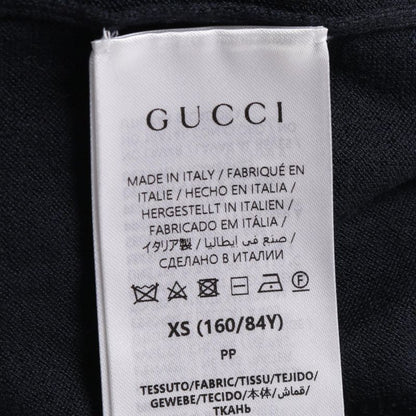 GUCCI
MADE IN ITALY / FABRIQUÉ EN
ITALIE / HECHO EN ITALIA /
HERGESTELLT IN ITALIEN /
FABRICADO EM ITÁLIA /
صنع في إيطاليا / イタリア製 /
СДЕЛАНО В ИТАЛИИ
XS (160/84Y)
PP
TESSUTO/FABRIC/TISSU/TEJIDO/
GEWEBE/TECIDO/本体/قماش/
ТКАНЬ